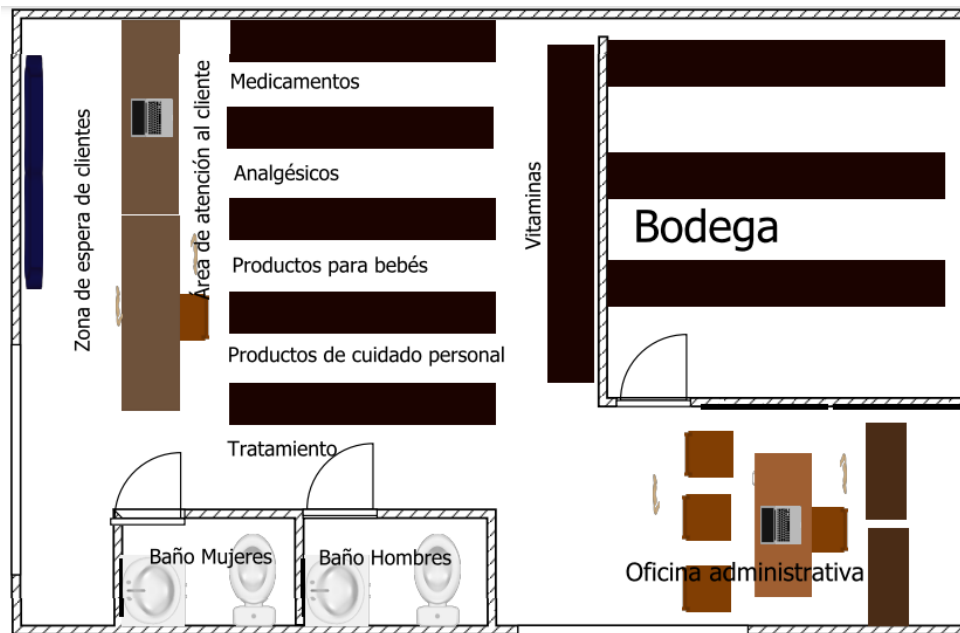 Zona de espera de clientes
Área de atención al cliente
Medicamentos
Analgésicos
Productos para bebés
Productos de cuidado personal
Tratamiento
Vitaminas
Bodega
Baño Mujeres
Baño Hombres
Oficina administrativa